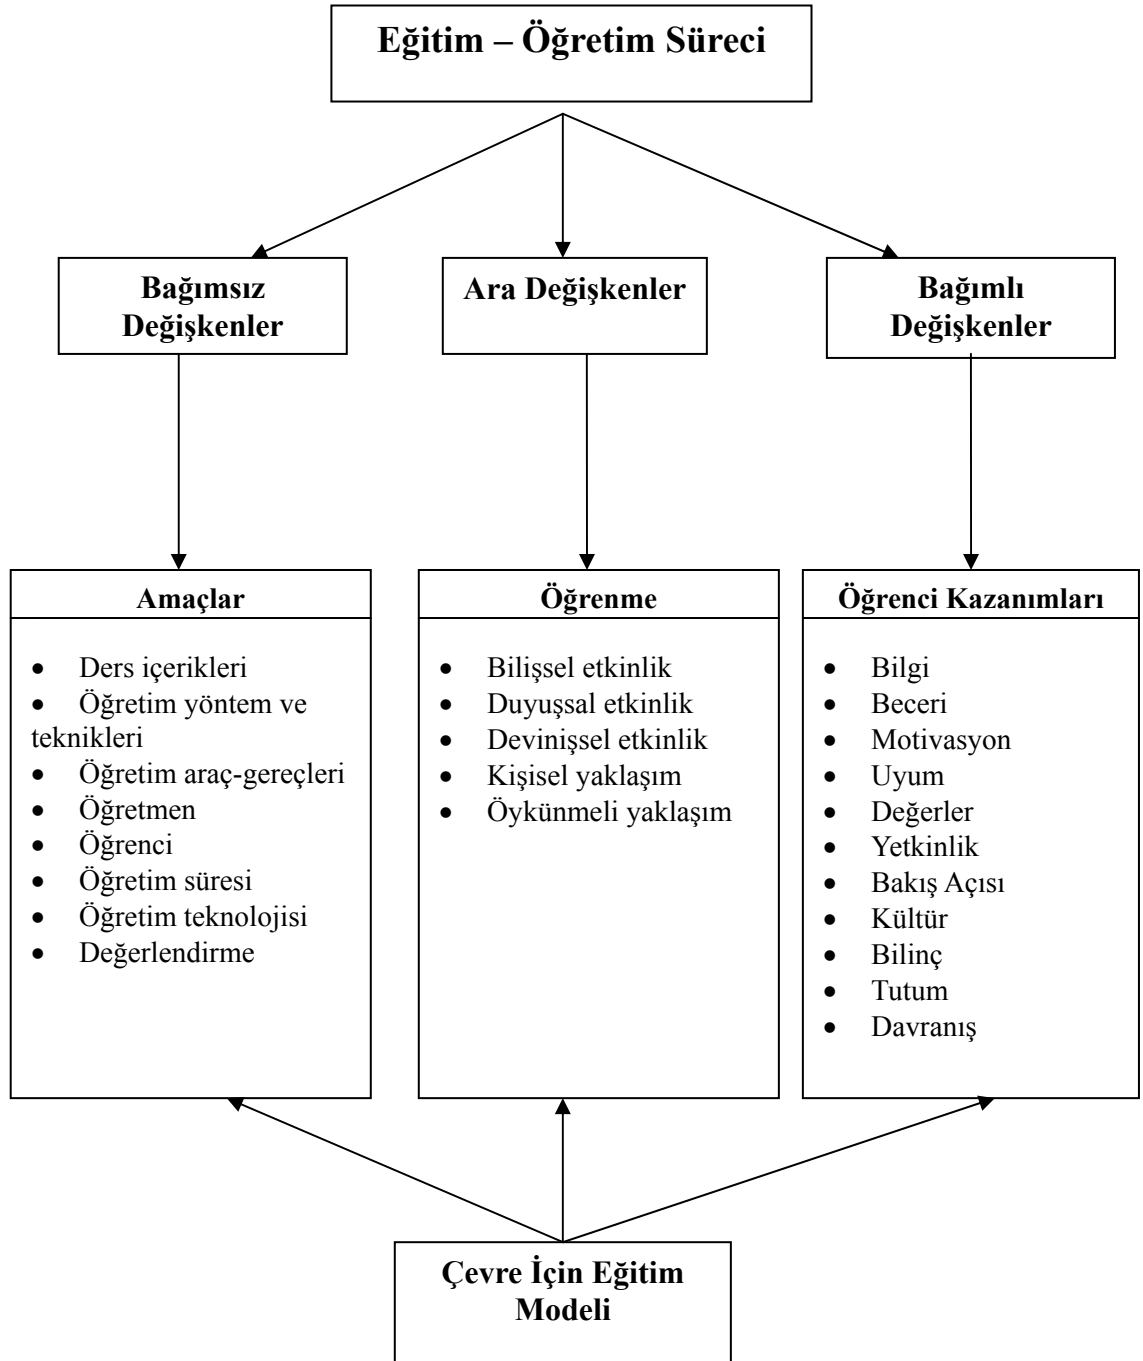 Eğitim – Öğretim Süreci
Bağımsız
Değişkenler
Ara Değişkenler
Bağımlı
Değişkenler
Amaçlar
• Ders içerikleri
• Öğretim yöntem ve
teknikleri
• Öğretim araç-gereçleri
• Öğretmen
• Öğrenci
• Öğretim süresi
• Öğretim teknolojisi
• Değerlendirme
Öğrenme
• Bilişsel etkinlik
• Duyuşsal etkinlik
• Devinişsel etkinlik
• Kişisel yaklaşım
• Öykünmeli yaklaşım
Öğrenci Kazanımları
• Bilgi
• Beceri
• Motivasyon
• Uyum
• Değerler
• Yetkinlik
• Bakış Açısı
• Kültür
• Bilinç
• Tutum
• Davranış
Çevre İçin Eğitim
Modeli